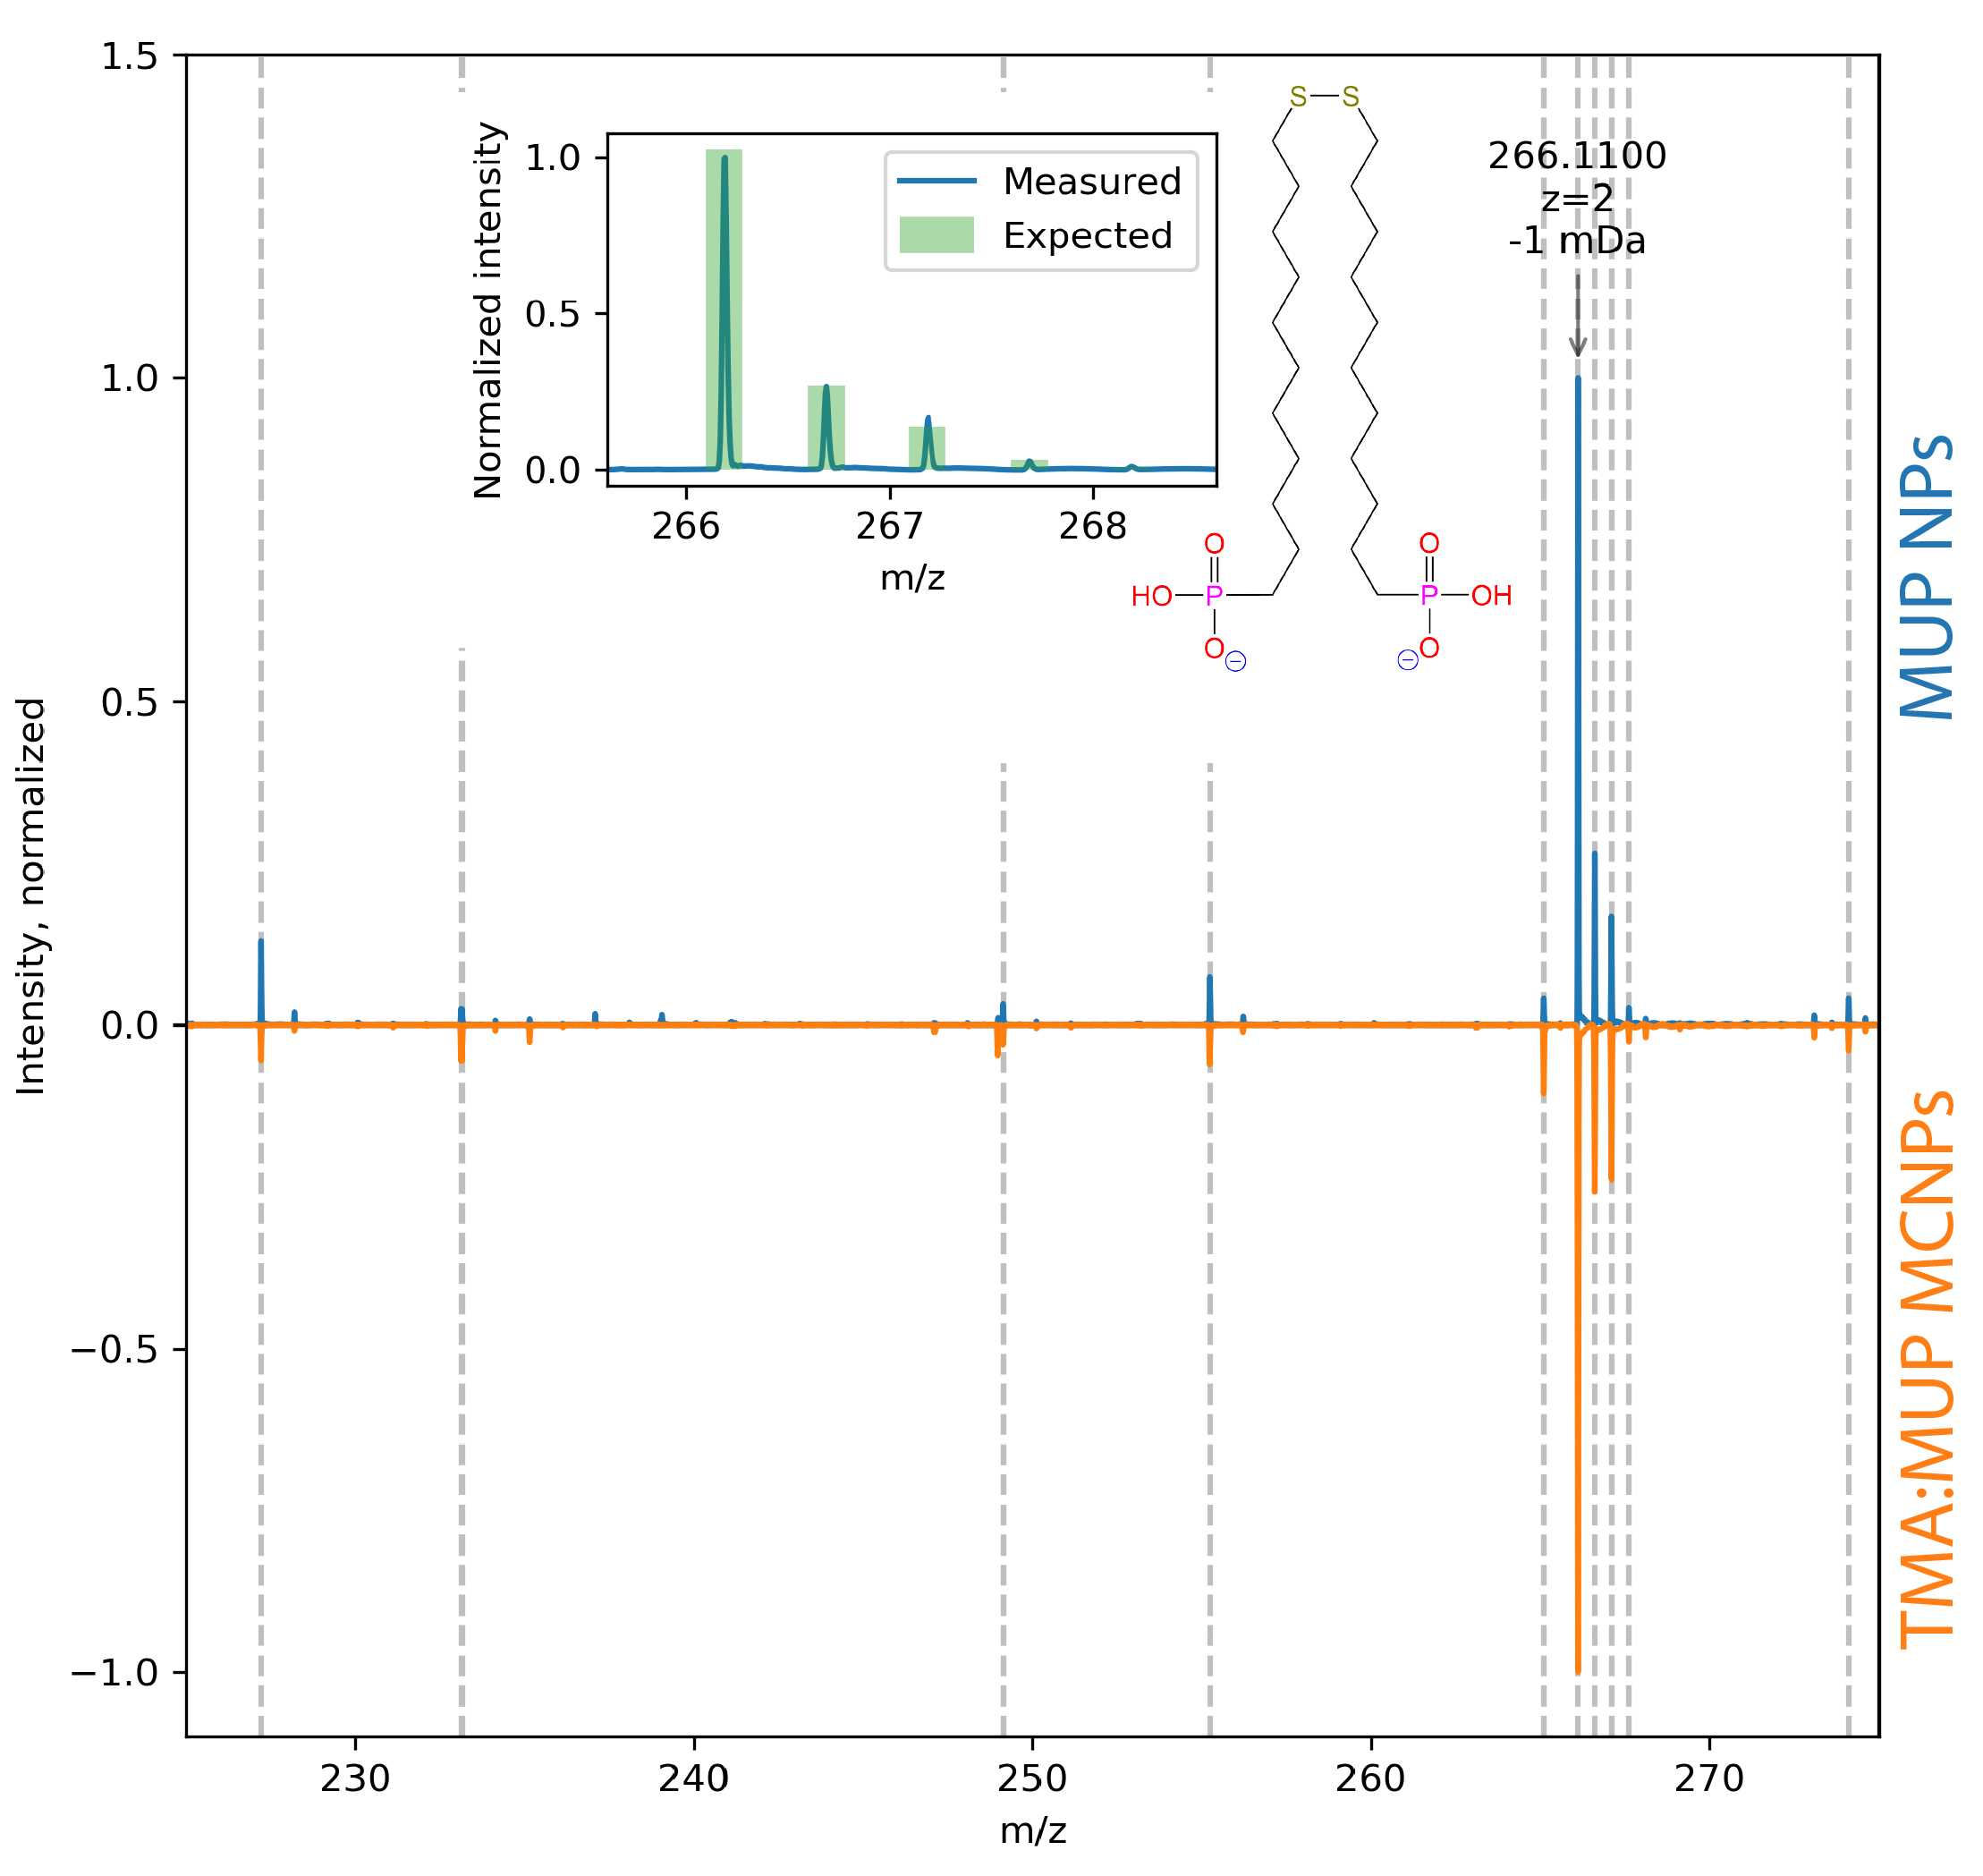 1.5
1.0
0.5
0.0
−0.5
−1.0
Intensity, normalized
230
240
250
260
270
m/z
Normalized intensity
1.0
0.5
0.0
266
267
268
m/z
Measured
Expected
S
S
O
HO
P
O
−
O
P
OH
O
−
266.1100
z=2
-1 mDa
MUP NPs
TMA:MUP MCNPs